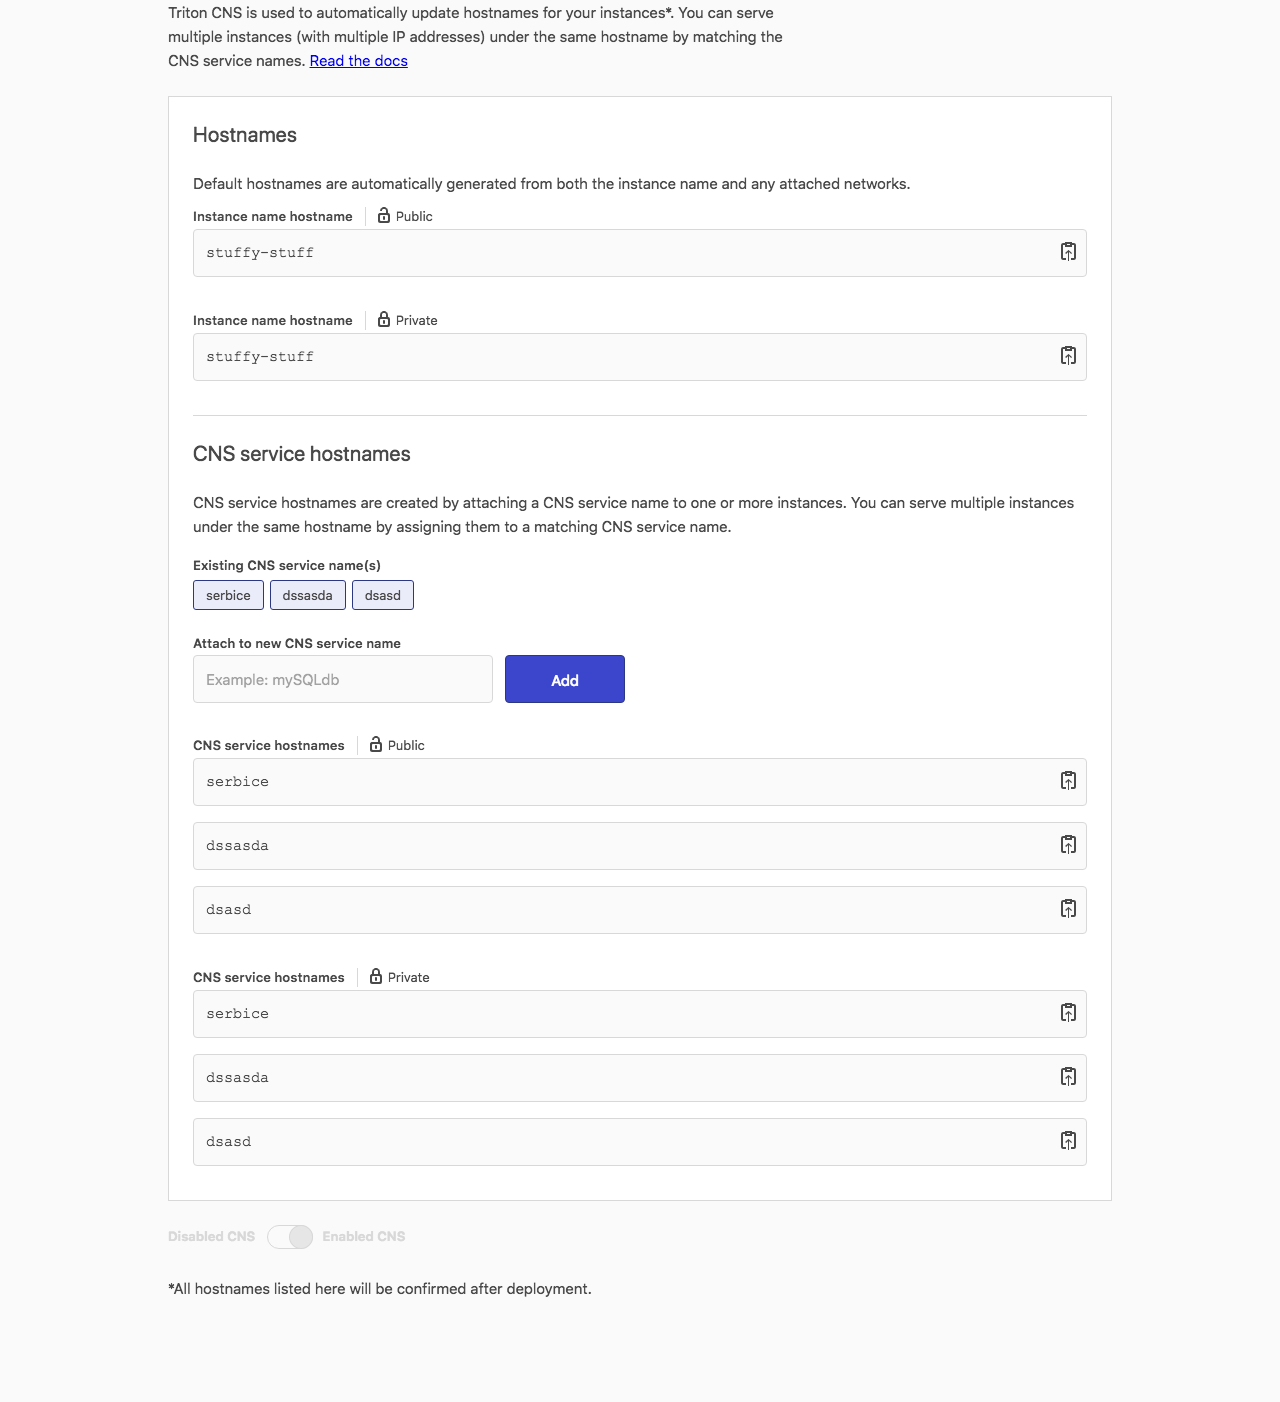 Triton CNS is used to automatically update hostnames for your instances*. You can serve
multiple instances (with multiple IP addresses) under the same hostname by matching the
CNS service names. Read the docs
Hostnames
Default hostnames are automatically generated from both the instance name and any attached networks.
Instance name hostname Public
stuffy-stuff
Instance name hostname Private
stuffy-stuff
CNS service hostnames
CNS service hostnames are created by attaching a CNS service name to one or more instances. You can serve multiple instances
under the same hostname by assigning them to a matching CNS service name.
Existing CNS service name(s)
serbice dssasda dsasd
Attach to new CNS service name
Example: mySQLdb Add
CNS service hostnames Public
serbice
dssasda
dsasd
CNS service hostnames Private
serbice
dssasda
dsasd
Disabled CNS Enabled CNS
*All hostnames listed here will be confirmed after deployment.